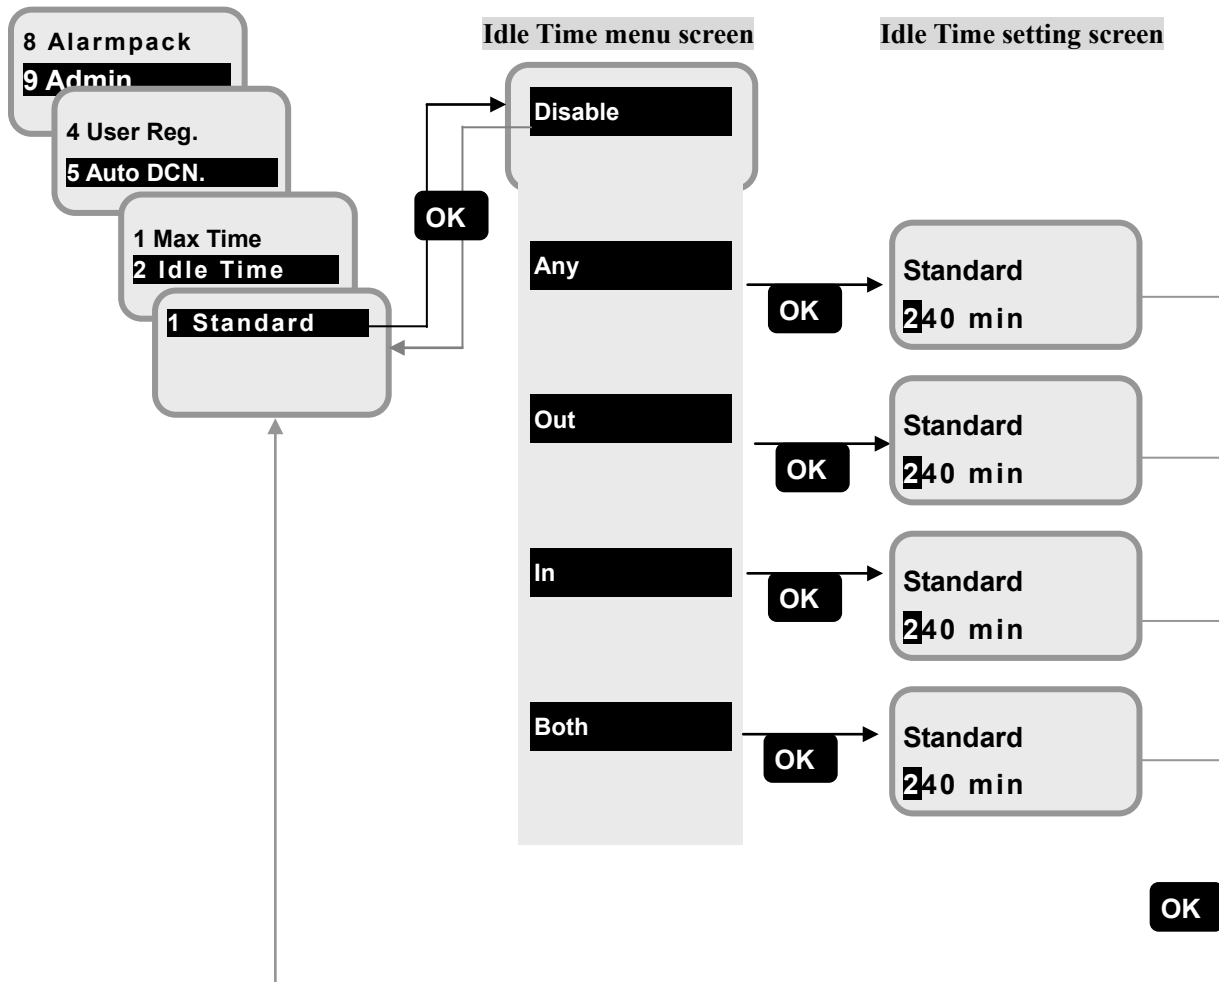 Idle Time menu screen
Idle Time setting screen
8 Alarmpack
9 Admin
4 User Reg.
5 Auto DCN.
1 Max Time
2 Idle Time
1 Standard
OK
Disable
Any
OK
Standard
240 min
Out
OK
Standard
240 min
In
OK
Standard
240 min
Both
OK
Standard
240 min
OK